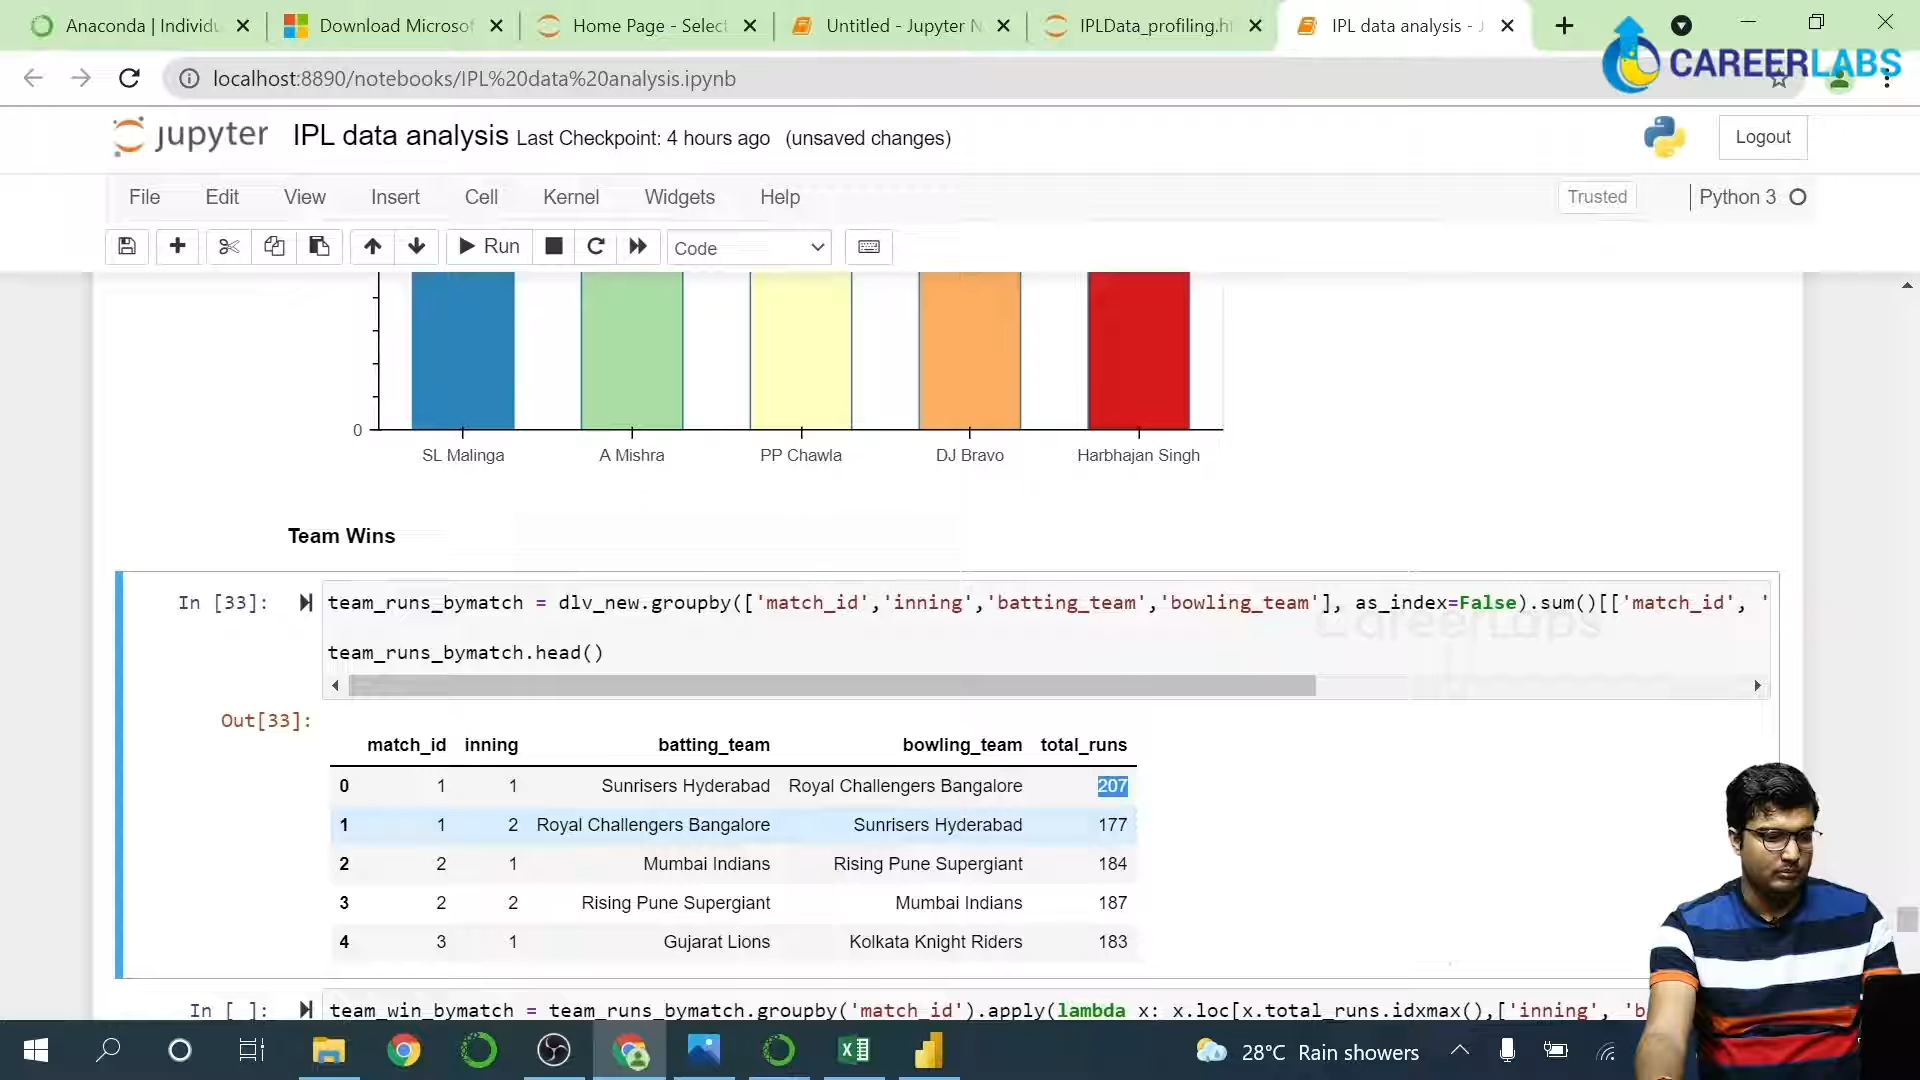 Anaconda | Individu
Download Microsof
Home Page - Select
Untitled - Jupyter N
IPLData_profiling.ht
IPL data analysis - J
CAREERLABS
localhost:8890/notebooks/IPL%20data%20analysis.ipynb
jupyter IPL data analysis Last Checkpoint: 4 hours ago (unsaved changes)
Logout
File Edit View Insert Cell Kernel Widgets Help
Trusted
Python 3
Run
Code
0
SL Malinga A Mishra PP Chawla DJ Bravo Harbhajan Singh
Team Wins
In [33]: team_runs_bymatch = dlv_new.groupby(['match_id','inning','batting_team','bowling_team'], as_index=False).sum()[['match_id', '
CareerLabs
team_runs_bymatch.head()
Out[33]:
match_id inning batting_team bowling_team total_runs
0 1 1 Sunrisers Hyderabad Royal Challengers Bangalore 207
1 1 2 Royal Challengers Bangalore Sunrisers Hyderabad 177
2 2 1 Mumbai Indians Rising Pune Supergiant 184
3 2 2 Rising Pune Supergiant Mumbai Indians 187
4 3 1 Gujarat Lions Kolkata Knight Riders 183
In [ ]: team_win_bymatch = team_runs_bymatch.groupby('match_id').apply(lambda x: x.loc[x.total_runs.idxmax(),['inning', 'b
28°C Rain showers